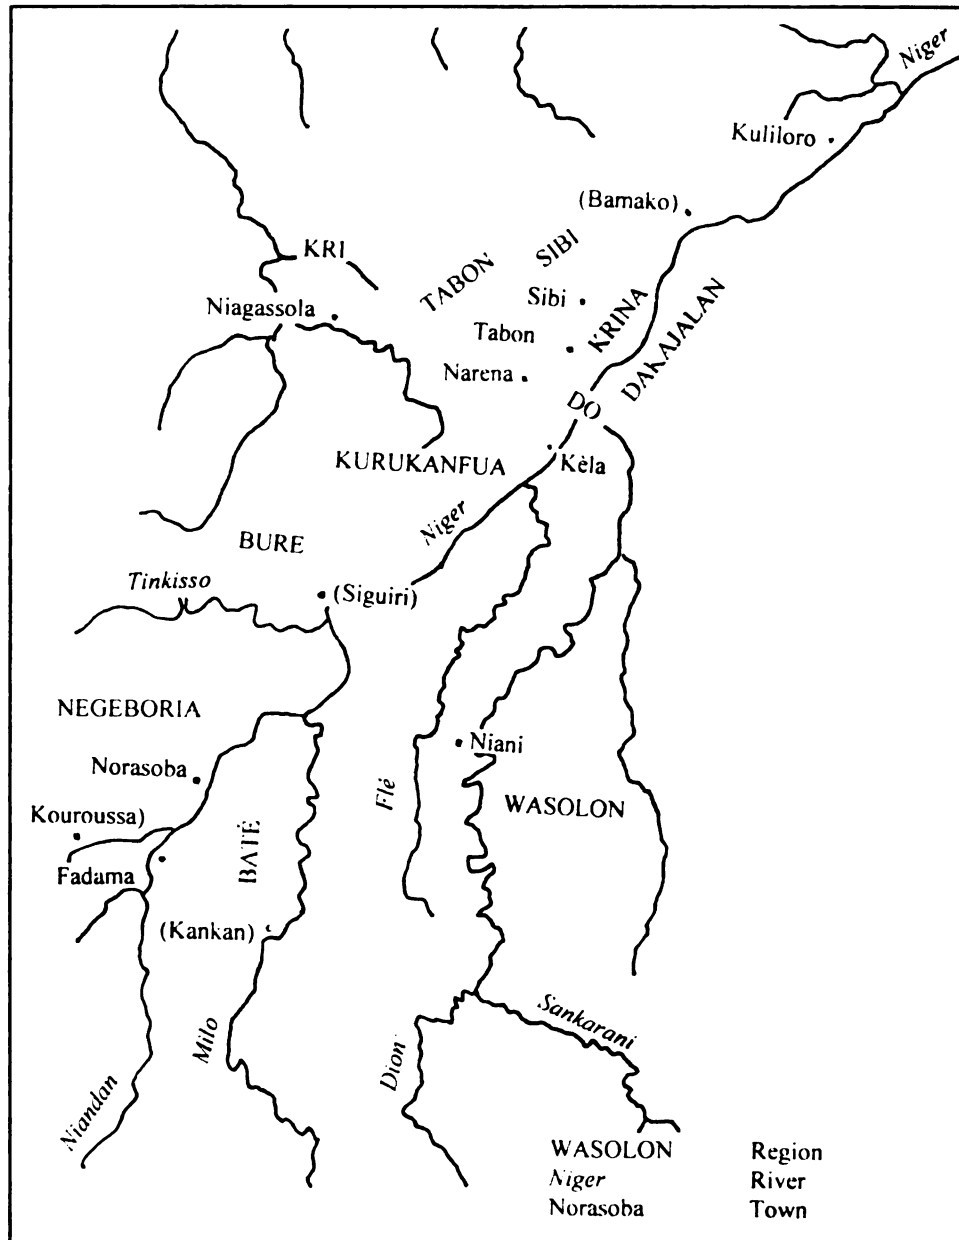 Niger
Kuliloro
(Bamako)
KRI
TABON
SIBI
Niagassola
Sibi
KRINA
DAKAJALAN
Tabon
Narena
DO
KURUKANFUA
Kèla
Niger
BURE
Tinkisso
(Siguiri)
NEGEBORIA
Niani
Norasoba
Flé
WASOLON
Kouroussa)
BATÉ
Fadama
(Kankan)
Sankarani
Milo
Dion
Niandan
WASOLON Region
Niger River
Norasoba Town